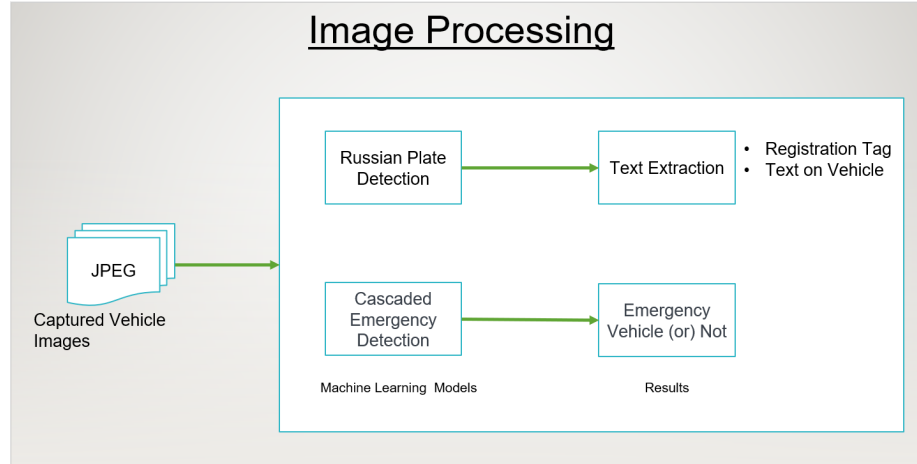 Image Processing
Russian Plate
Detection
Text Extraction
• Registration Tag
• Text on Vehicle
JPEG
Captured Vehicle
Images
Cascaded
Emergency
Detection
Emergency
Vehicle (or) Not
Machine Learning Models
Results